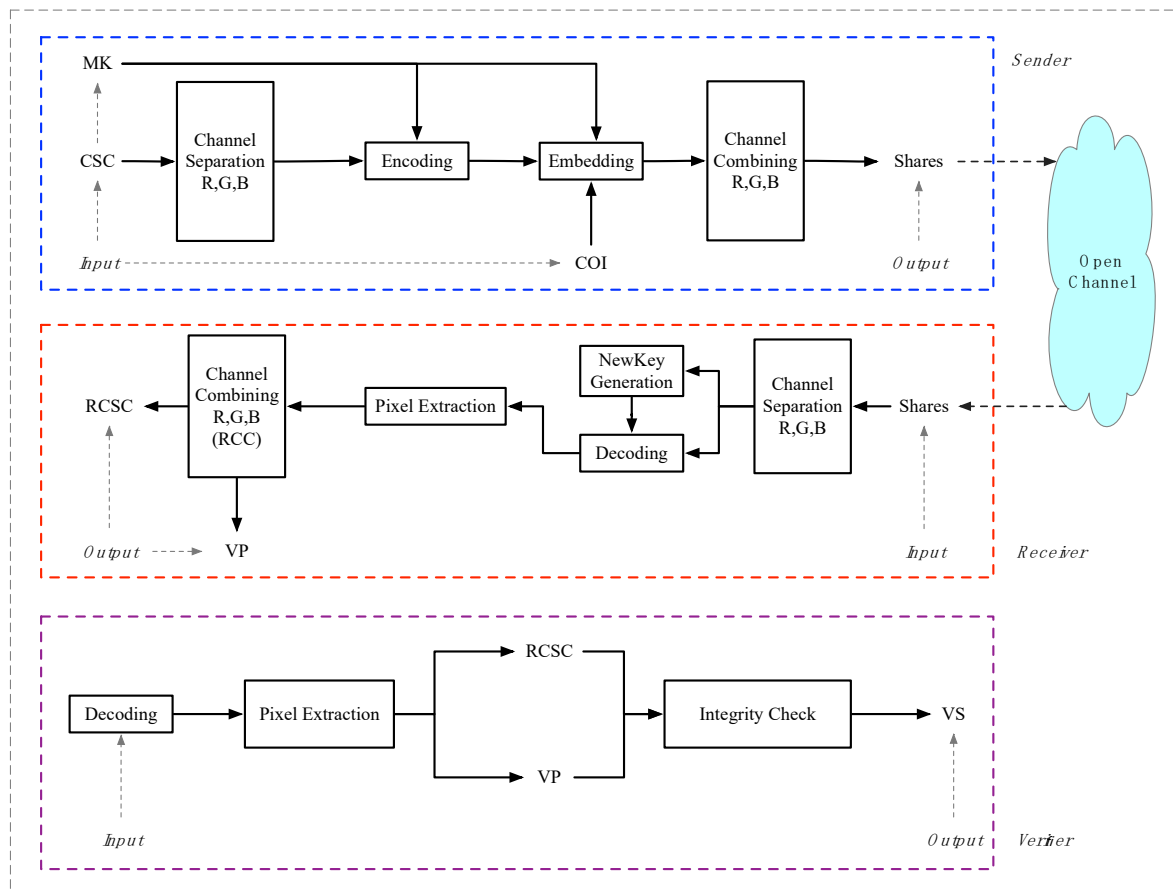 MK
Sender
Channel
Separation
R,G,B
Channel
Combining
R,G,B
CSC
Encoding
Embedding
Shares
Input
COI
Output
Open
Channel
Channel
Combining
R,G,B
(RCC)
NewKey
Generation
Channel
Separation
R,G,B
RCSC
Pixel Extraction
Shares
Decoding
Output
VP
Input
Receiver
RCSC
Decoding
Pixel Extraction
Integrity Check
VS
VP
Input
Output
Verifier